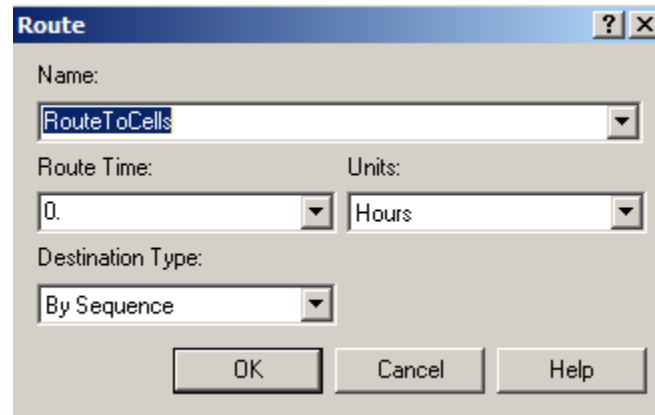 Route
Name:
RouteToCells
Route Time: Units:
0. Hours
Destination Type:
By Sequence
OK Cancel Help